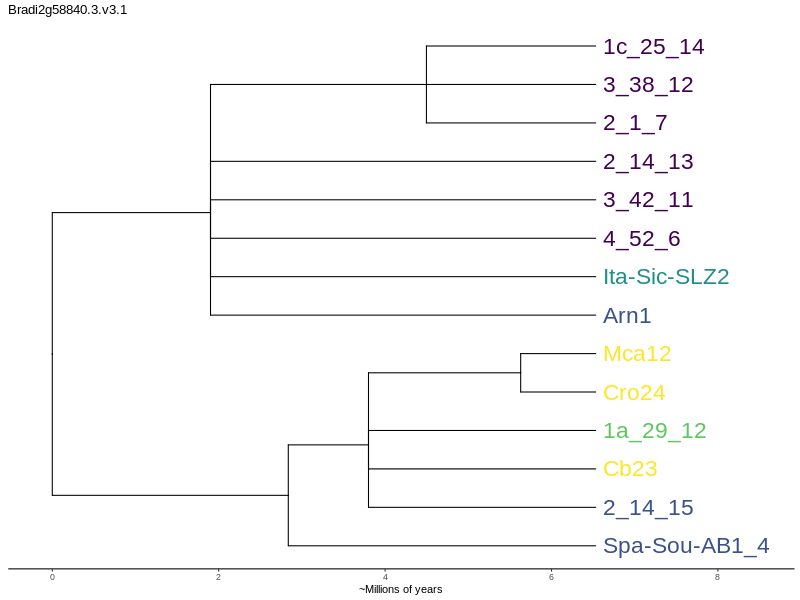 Bradi2g58840.3.v3.1
1c_25_14
3_38_12
2_1_7
2_14_13
3_42_11
4_52_6
Ita-Sic-SLZ2
Arn1
Mca12
Cro24
1a_29_12
Cb23
2_14_15
Spa-Sou-AB1_4
0 2 4 6 8
~Millions of years